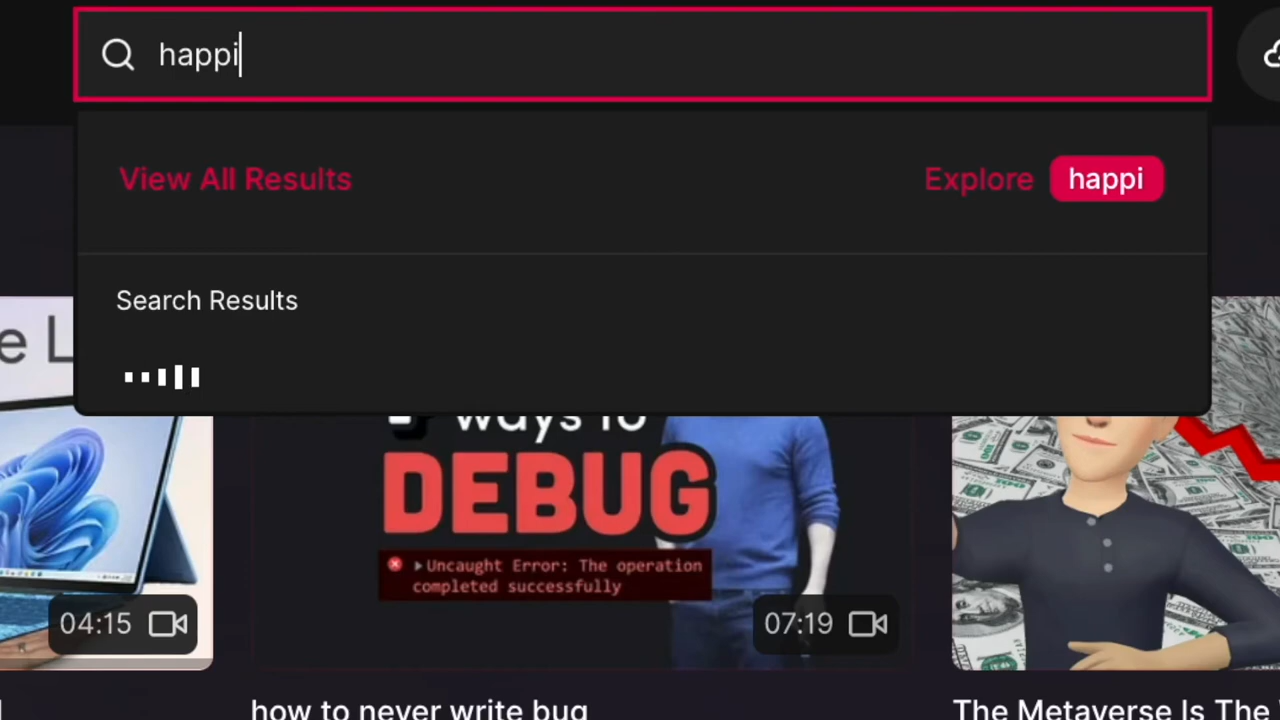 happi
View All Results
Explore happi
Search Results
e L
ways to
DEBUG
Uncaught Error: The operation
completed successfully
04:15
07:19
how to never write bug
The Metaverse Is The